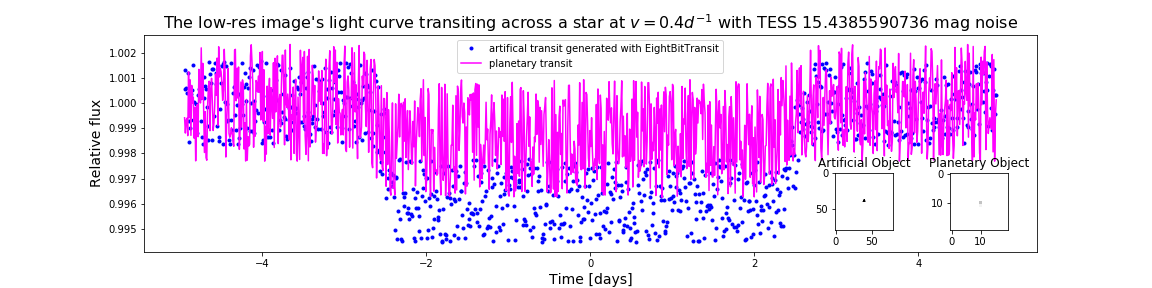 The low-res image's light curve transiting across a star at v = 0.4d⁻¹ with TESS 15.4385590736 mag noise
artifical transit generated with EightBitTransit
planetary transit
Relative flux
1.002
1.001
1.000
0.999
0.998
0.997
0.996
0.995
Artificial Object
0
50
0 50
Planetary Object
0
10
0 10
−4 −2 0 2 4
Time [days]